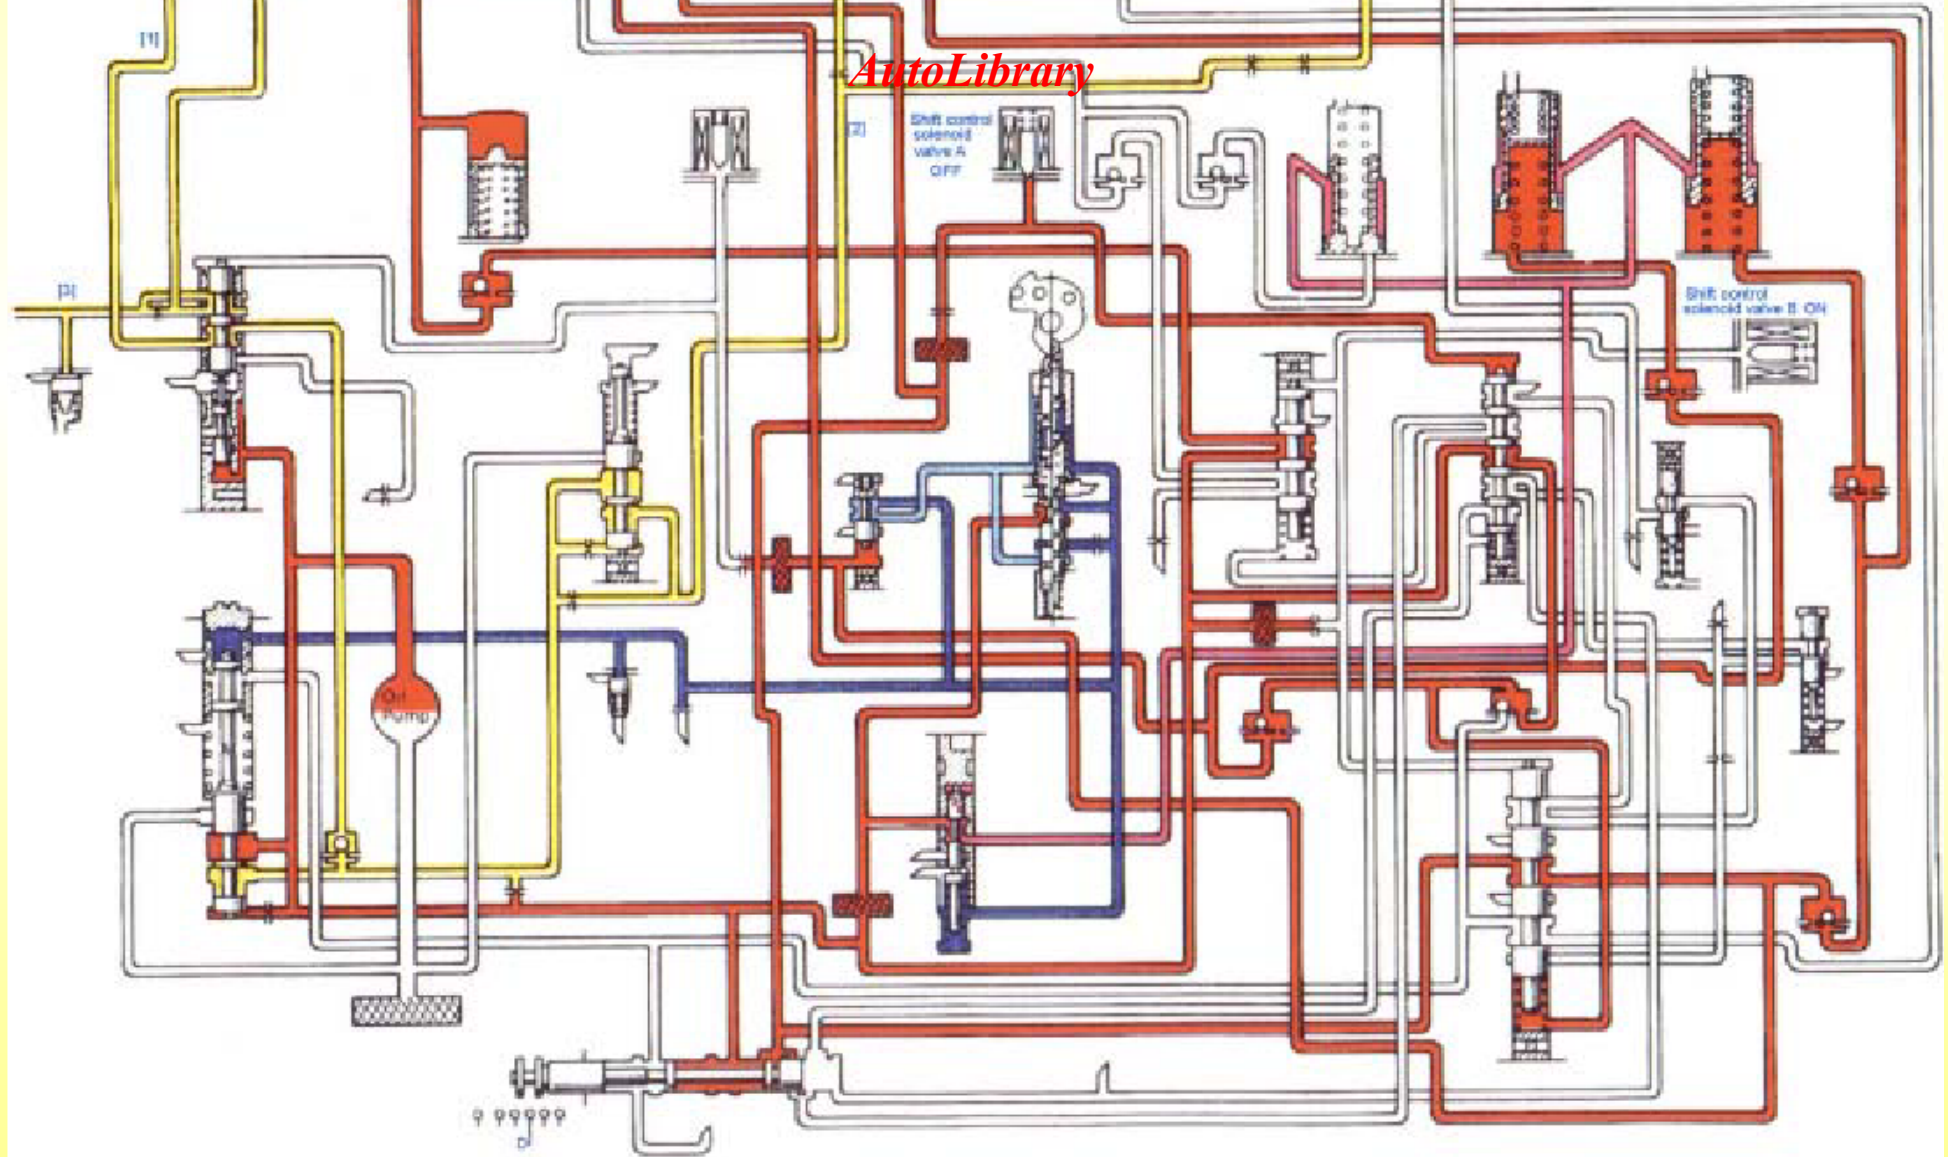 [1]
AutoLibrary
[2]
Shift control
solenoid
valve A
OFF
[3]
Shift control
solenoid valve B ON
Oil
Pump
D